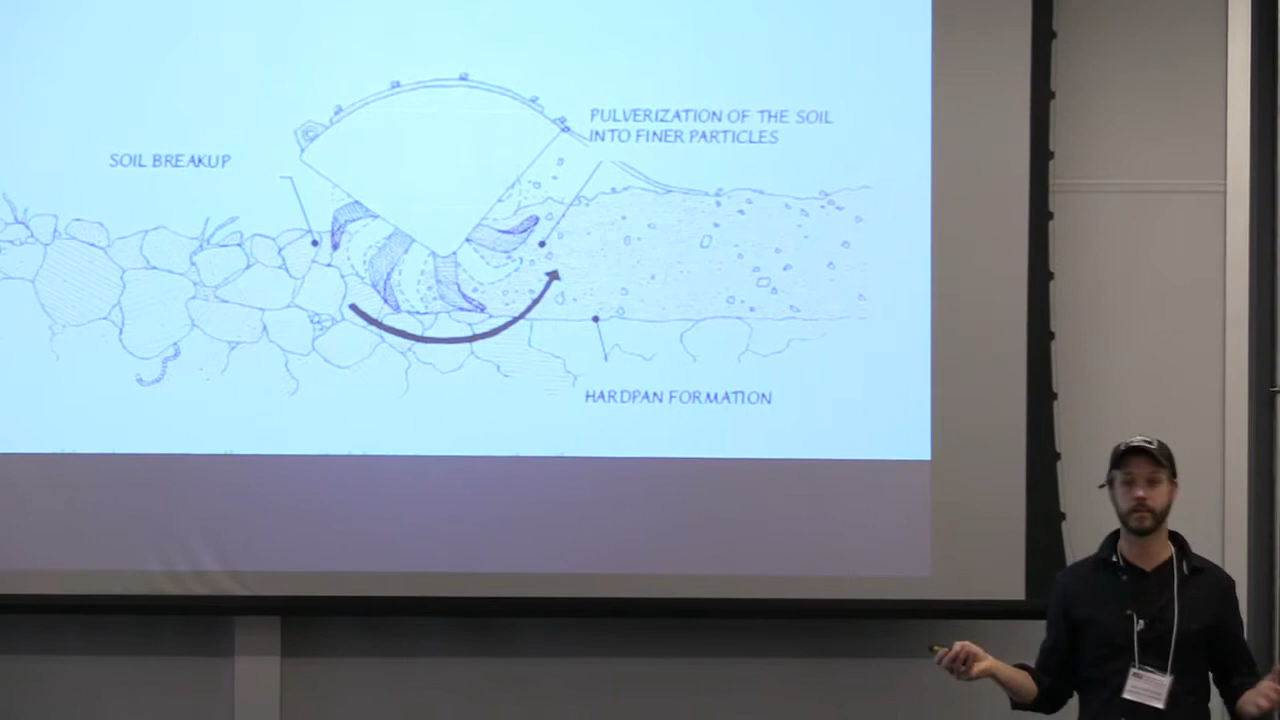 PULVERIZATION OF THE SOIL
INTO FINER PARTICLES
SOIL BREAKUP
HARDPAN FORMATION